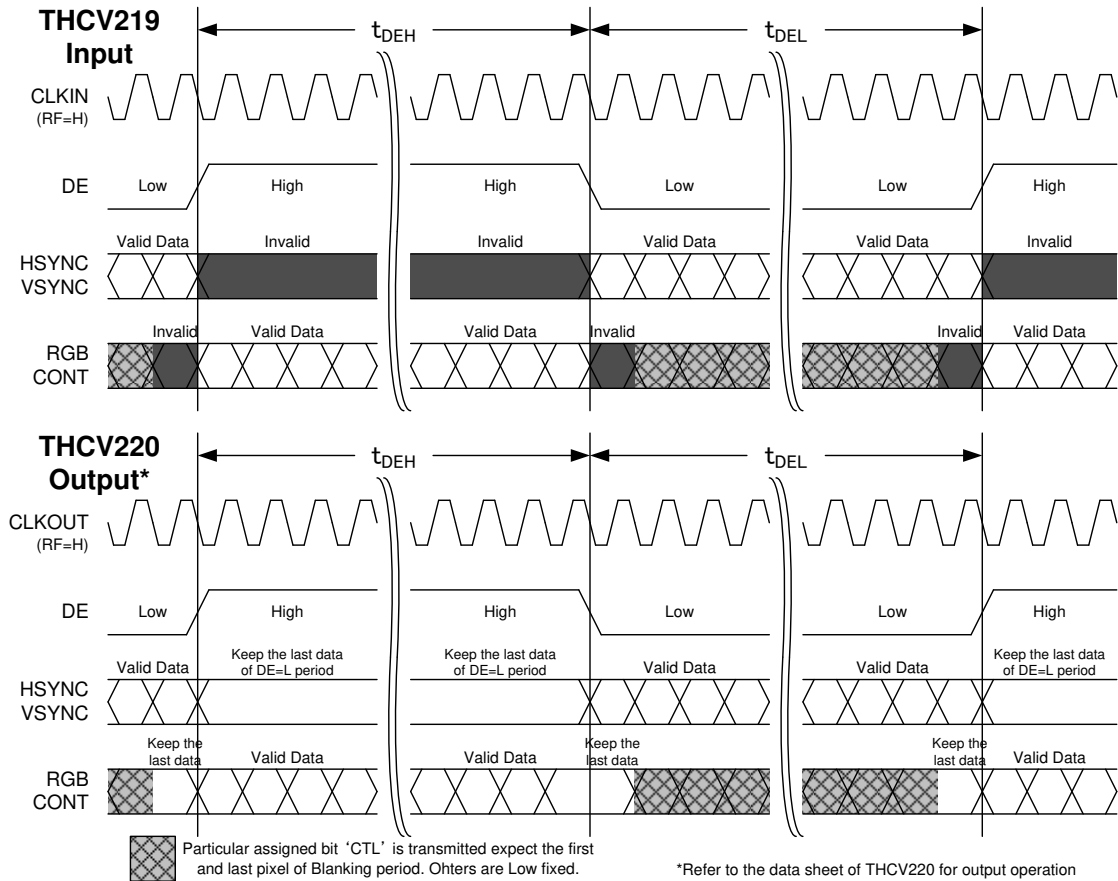 THCV219
Input
tDEH
tDEL
CLKIN
(RF=H)
DE
Low
High
High
Low
Low
High
Valid Data
Invalid
Invalid
Valid Data
Valid Data
Invalid
HSYNC
VSYNC
Invalid
Valid Data
Valid Data
Invalid
Invalid
Valid Data
RGB
CONT
THCV220
Output*
tDEH
tDEL
CLKOUT
(RF=H)
DE
Low
High
High
Low
Low
High
Valid Data
Keep the last data
of DE=L period
Keep the last data
of DE=L period
Valid Data
Valid Data
Keep the last data
of DE=L period
HSYNC
VSYNC
Keep the
last data
Valid Data
Valid Data
Keep the
last data
Keep the
last data
Valid Data
RGB
CONT
Particular assigned bit ‘CTL’ is transmitted expect the first
and last pixel of Blanking period. Ohters are Low fixed.
*Refer to the data sheet of THCV220 for output operation